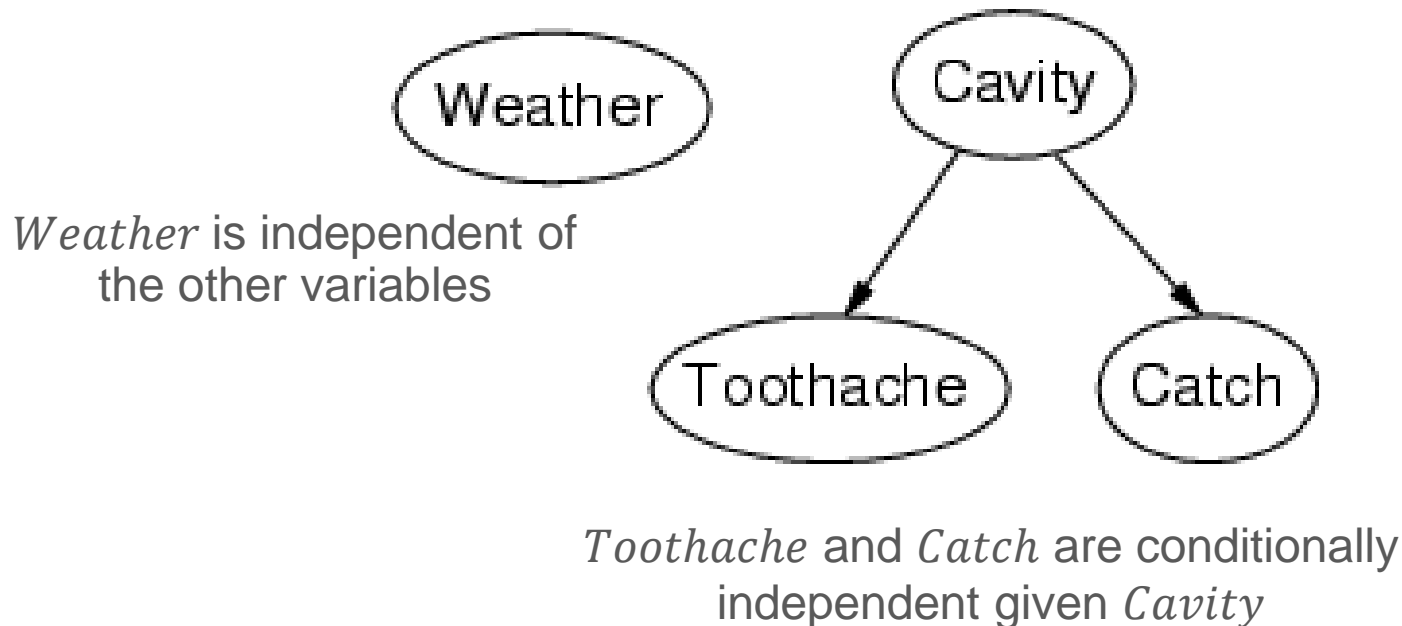 Weather
Cavity
Weather is independent of
the other variables
Toothache
Catch
Toothache and Catch are conditionally
independent given Cavity